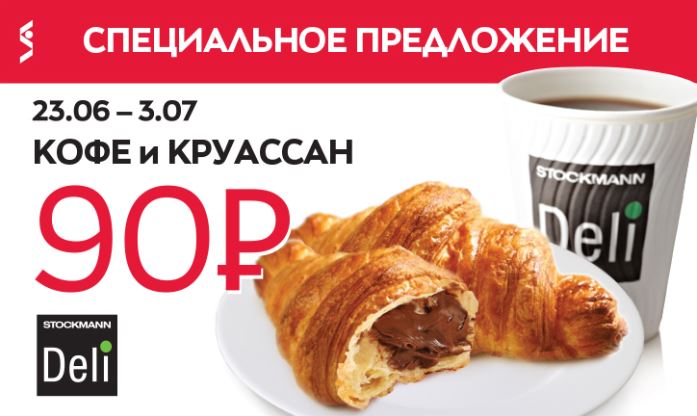 СПЕЦИАЛЬНОЕ ПРЕДЛОЖЕНИЕ
23.06 – 3.07
КОФЕ и КРУАССАН
90₽
STOCKMANN
Deli
STOCKMANN
Deli